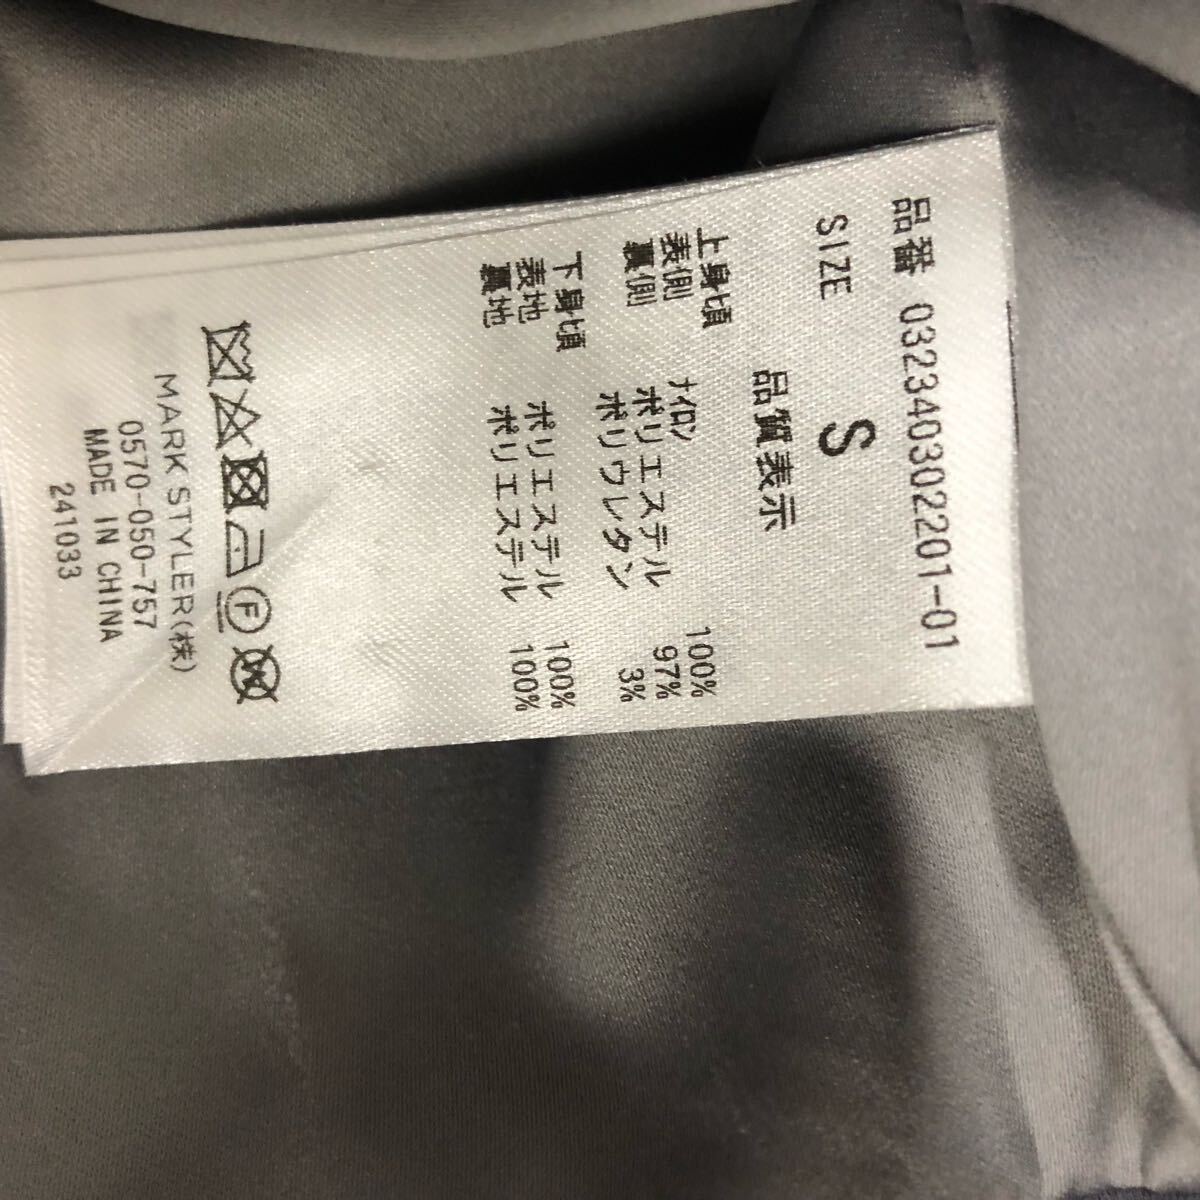 品番 032340302201-01
SIZE S
品質表示
上身頃
表側 ナイロン 100%
裏側 ポリエステル 97%
ポリウレタン 3%
下身頃
表地 ポリエステル 100%
裏地 ポリエステル 100%
F
W
MARK STYLER(株)
0570-050-757
MADE IN CHINA
241033